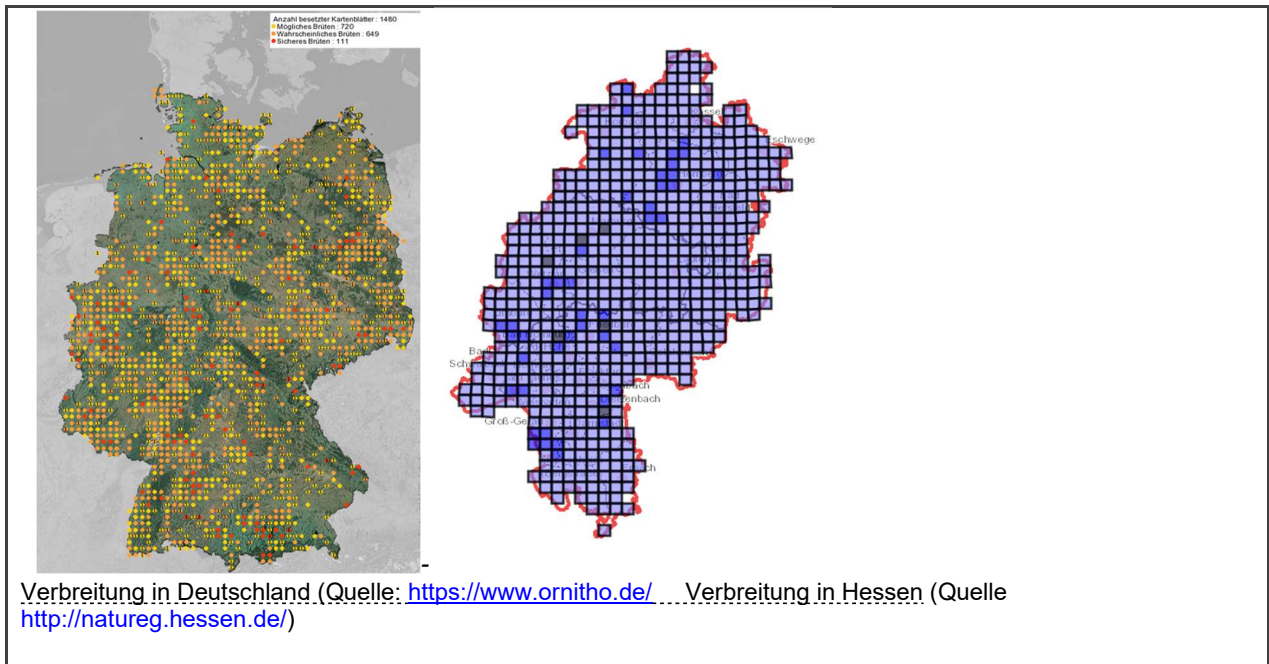 Anzahl besetzter Kartenblätter : 1480
Mögliches Brüten : 720
Wahrscheinliches Brüten : 649
Sicheres Brüten : 111
Eschwege
Groß-Ge
-
Verbreitung in Deutschland (Quelle: https://www.ornitho.de/ Verbreitung in Hessen (Quelle
http://natureg.hessen.de/)